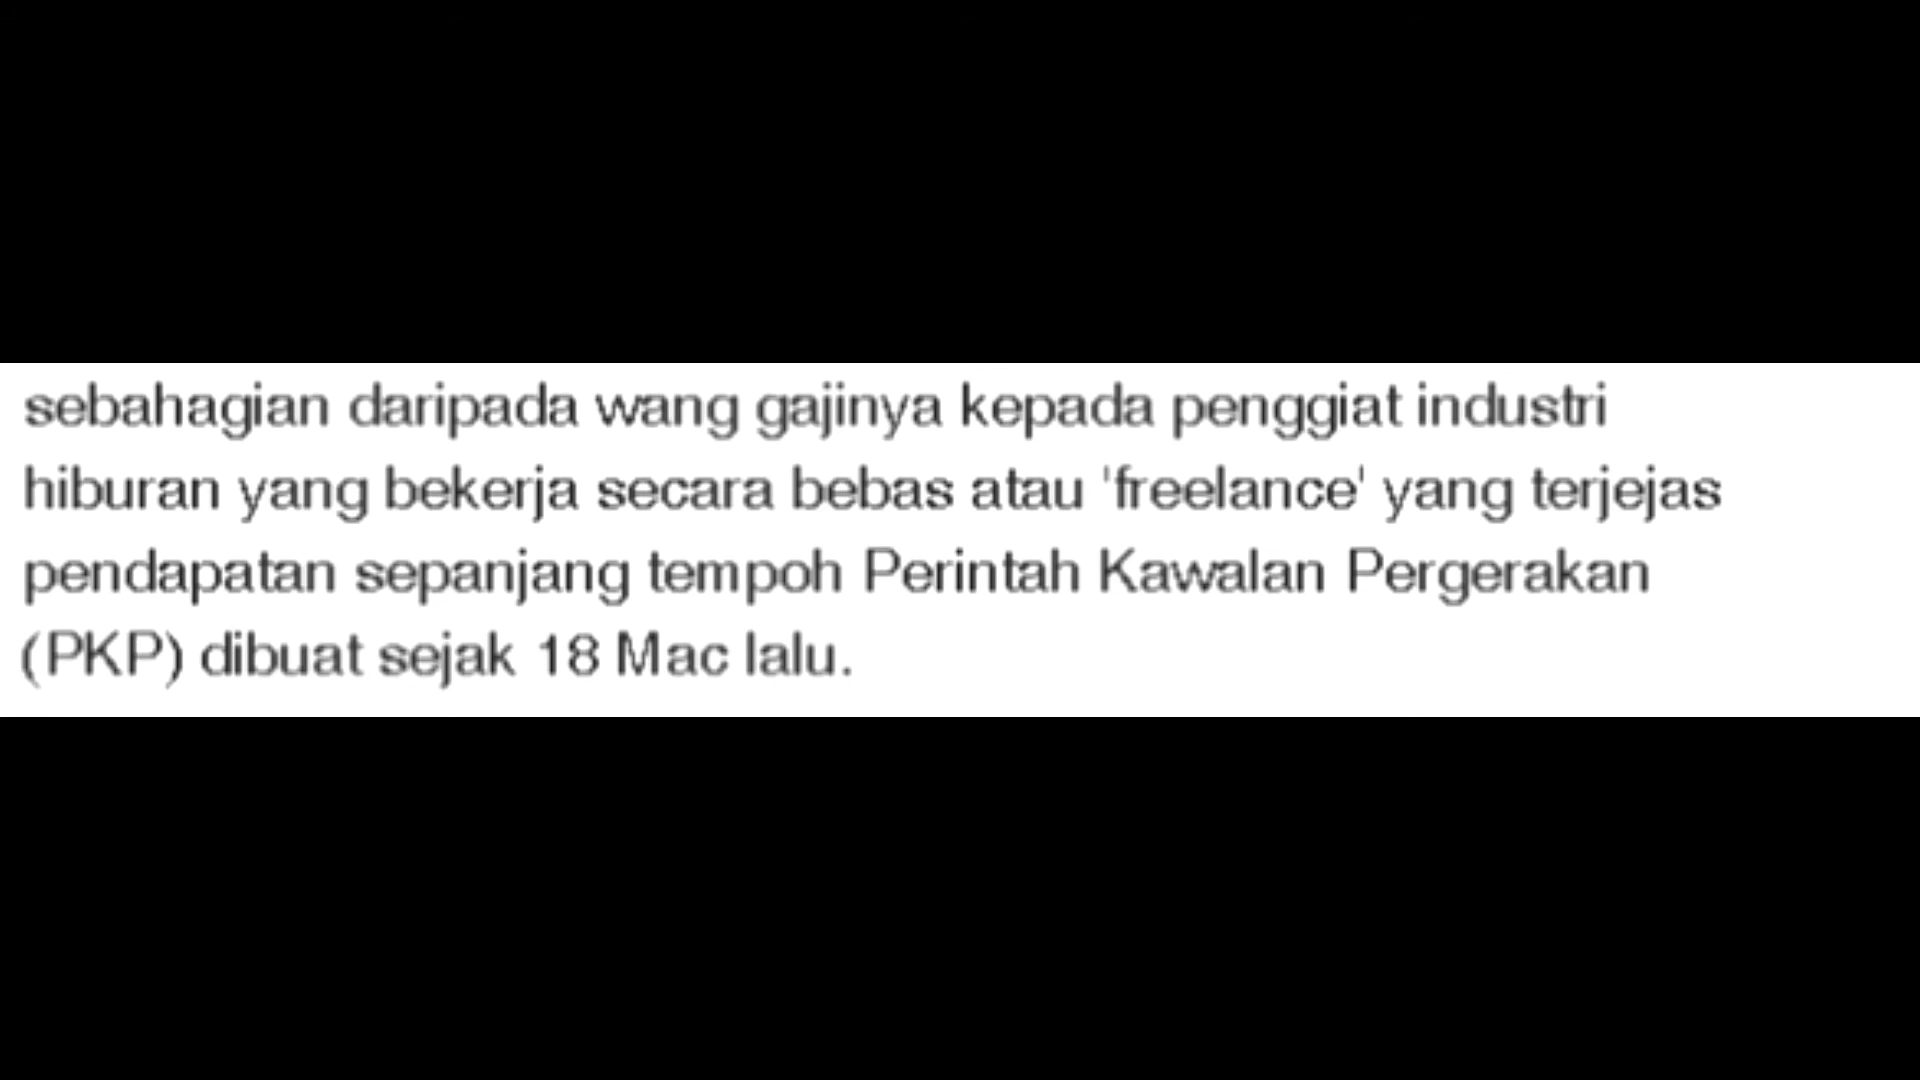 sebahagian daripada wang gajinya kepada penggiat industri
hiburan yang bekerja secara bebas atau 'freelance' yang terjejas
pendapatan sepanjang tempoh Perintah Kawalan Pergerakan
(PKP) dibuat sejak 18 Mac lalu.